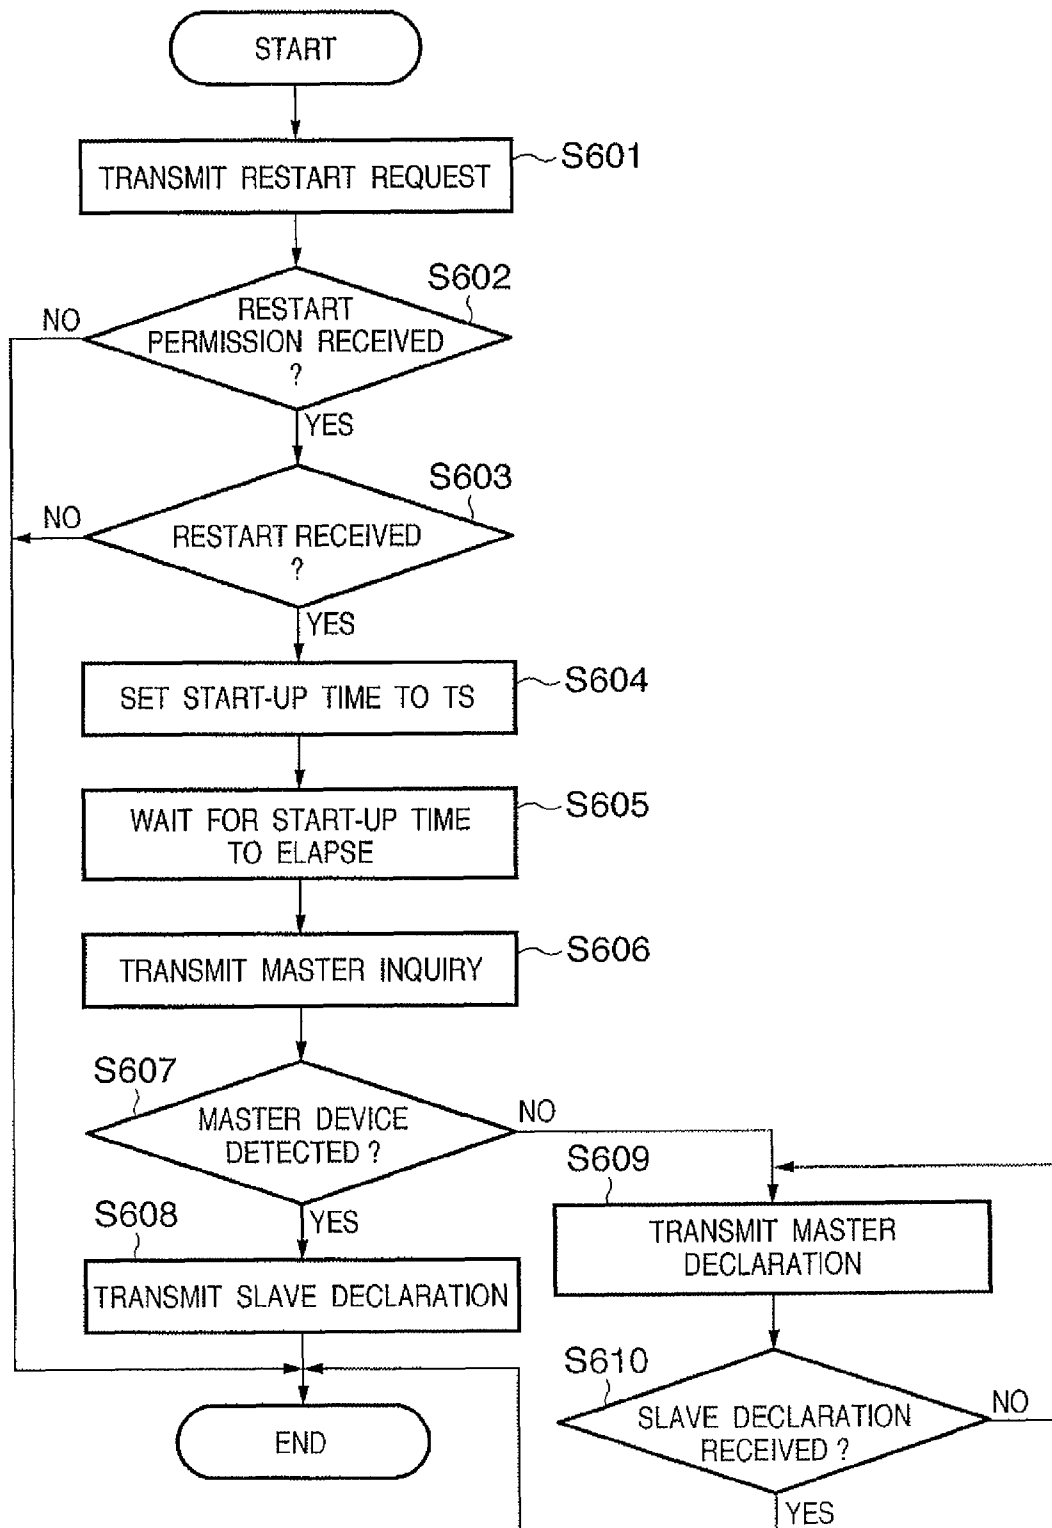 START
TRANSMIT RESTART REQUEST
S601
S602
RESTART
PERMISSION RECEIVED
?
NO
YES
S603
RESTART RECEIVED
?
NO
YES
SET START-UP TIME TO TS
S604
WAIT FOR START-UP TIME
TO ELAPSE
S605
TRANSMIT MASTER INQUIRY
S606
S607
MASTER DEVICE
DETECTED ?
NO
YES
S608
TRANSMIT SLAVE DECLARATION
S609
TRANSMIT MASTER
DECLARATION
S610
SLAVE DECLARATION
RECEIVED ?
NO
YES
END